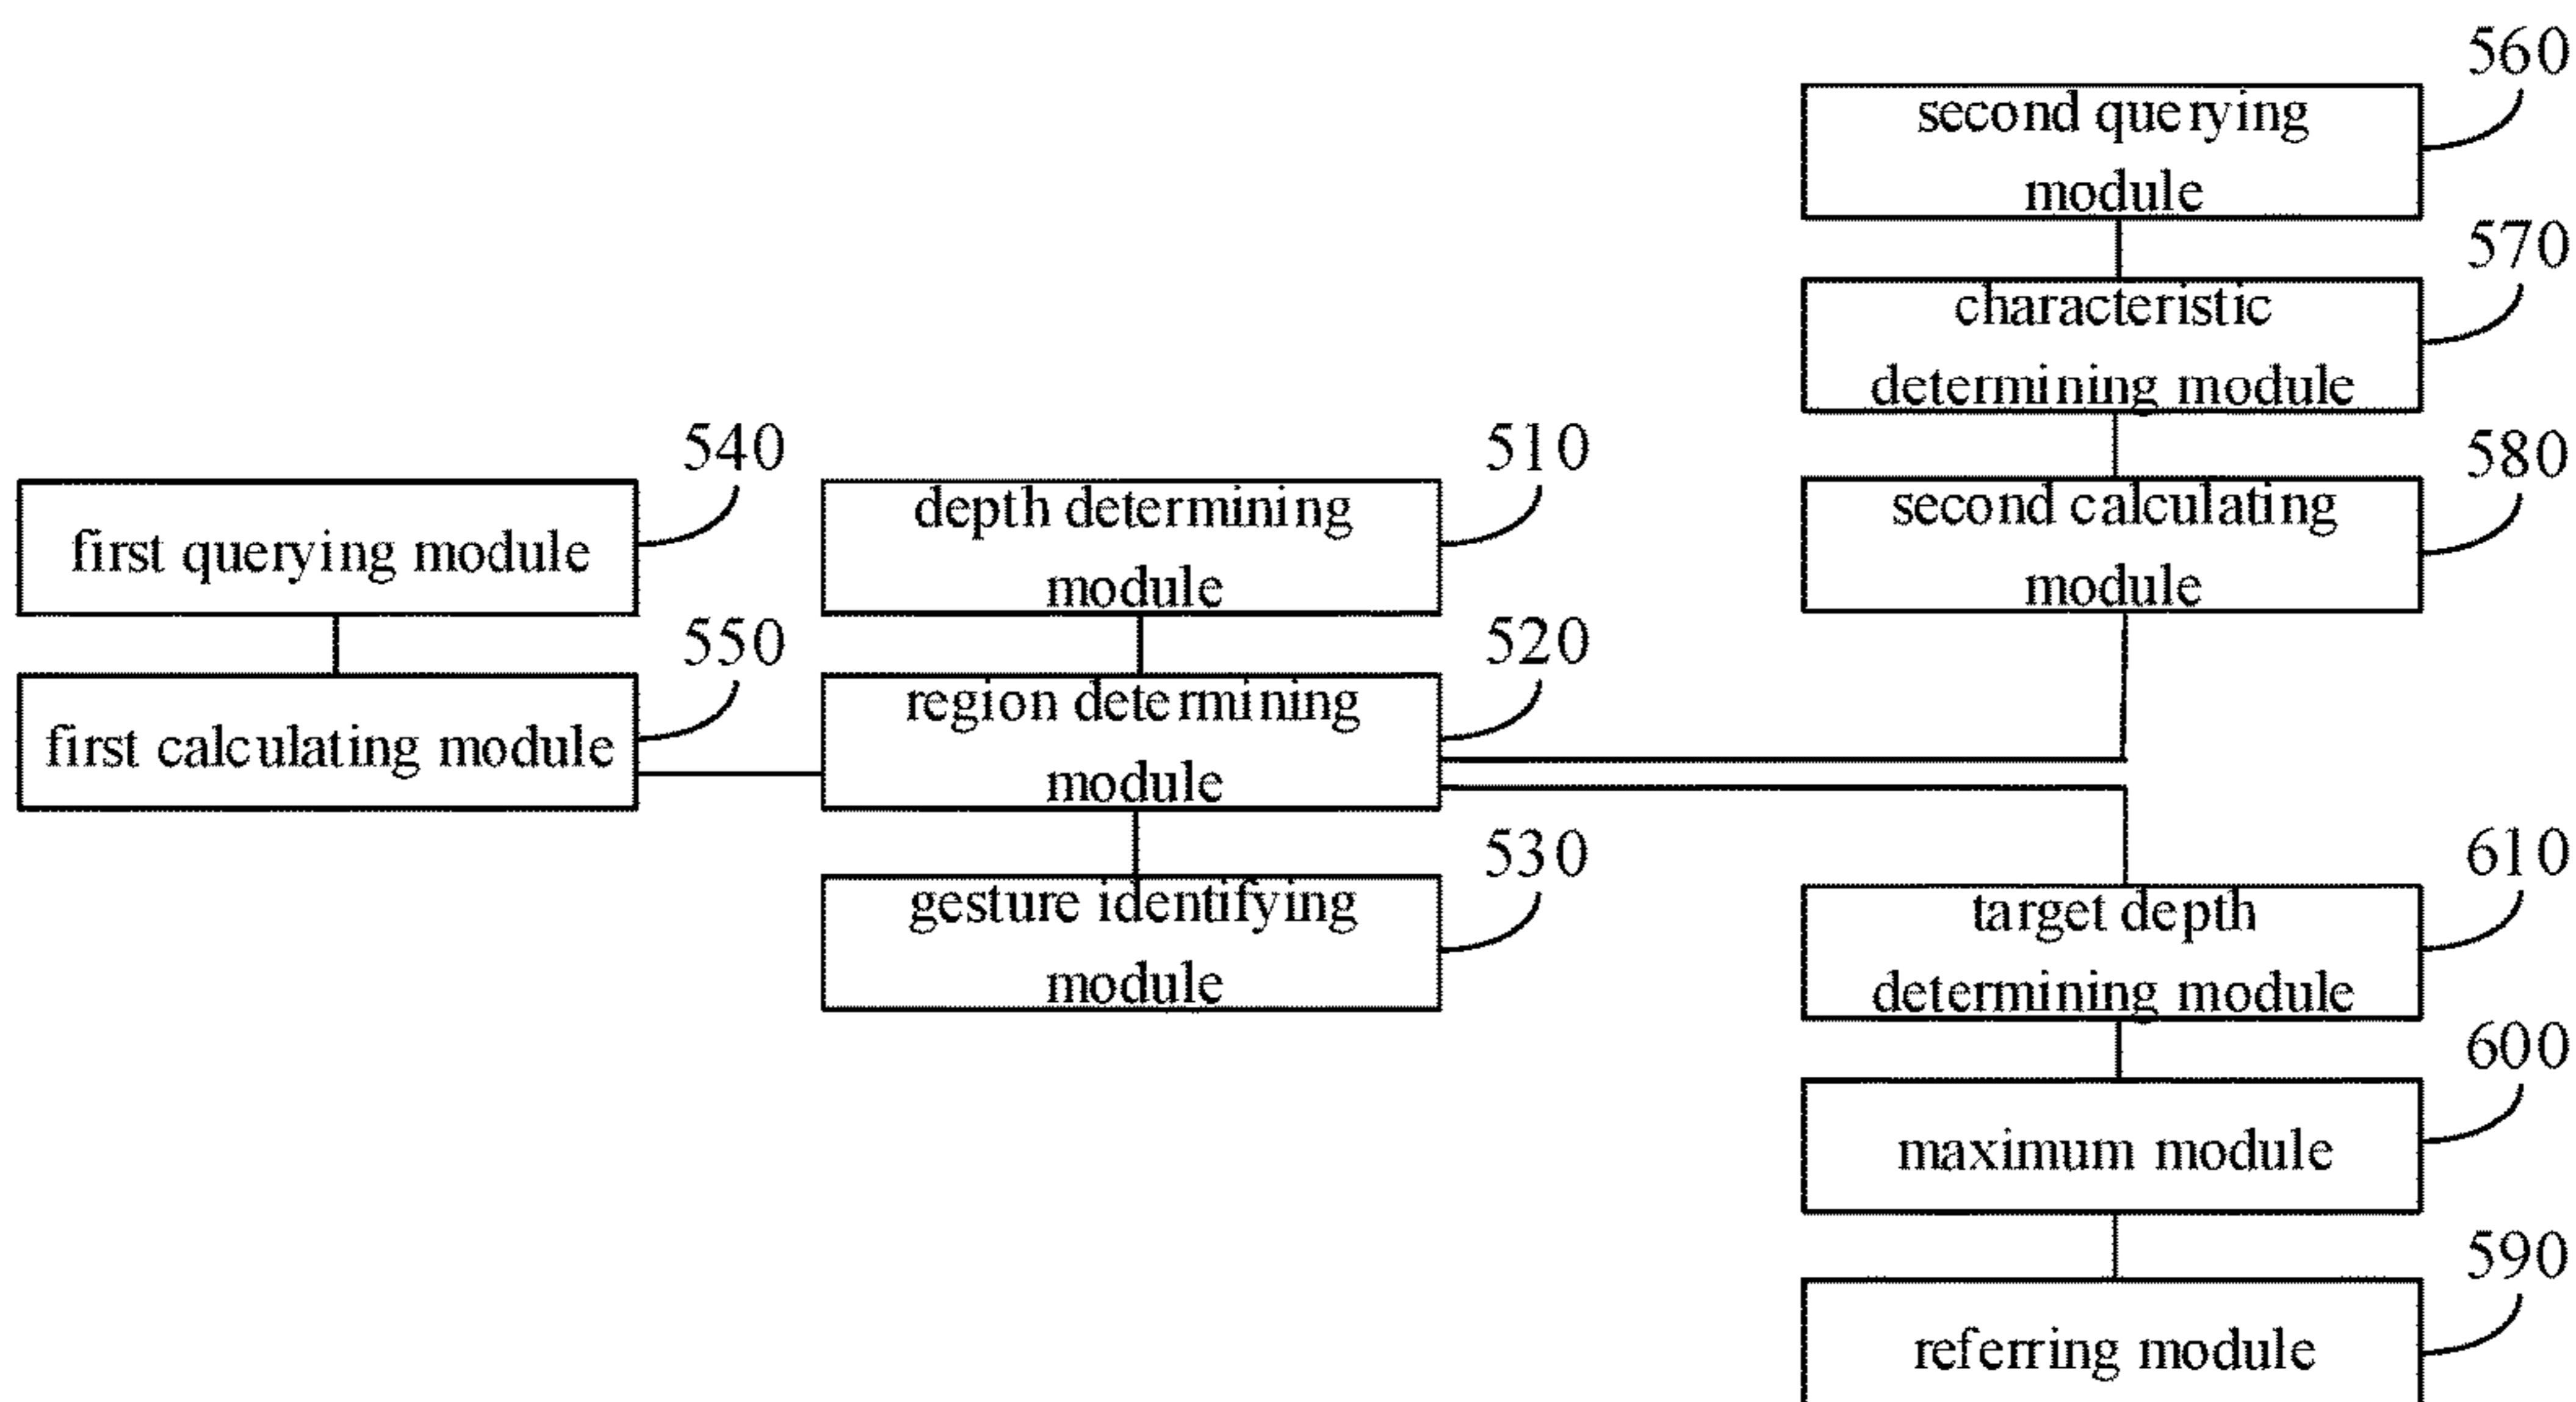 560
second querying
module
570
characteristic
determining module
580
second calculating
module
540
first querying module
550
first calculating module
510
depth determining
module
520
region determining
module
530
gesture identifying
module
610
target depth
determining module
600
maximum module
590
referring module